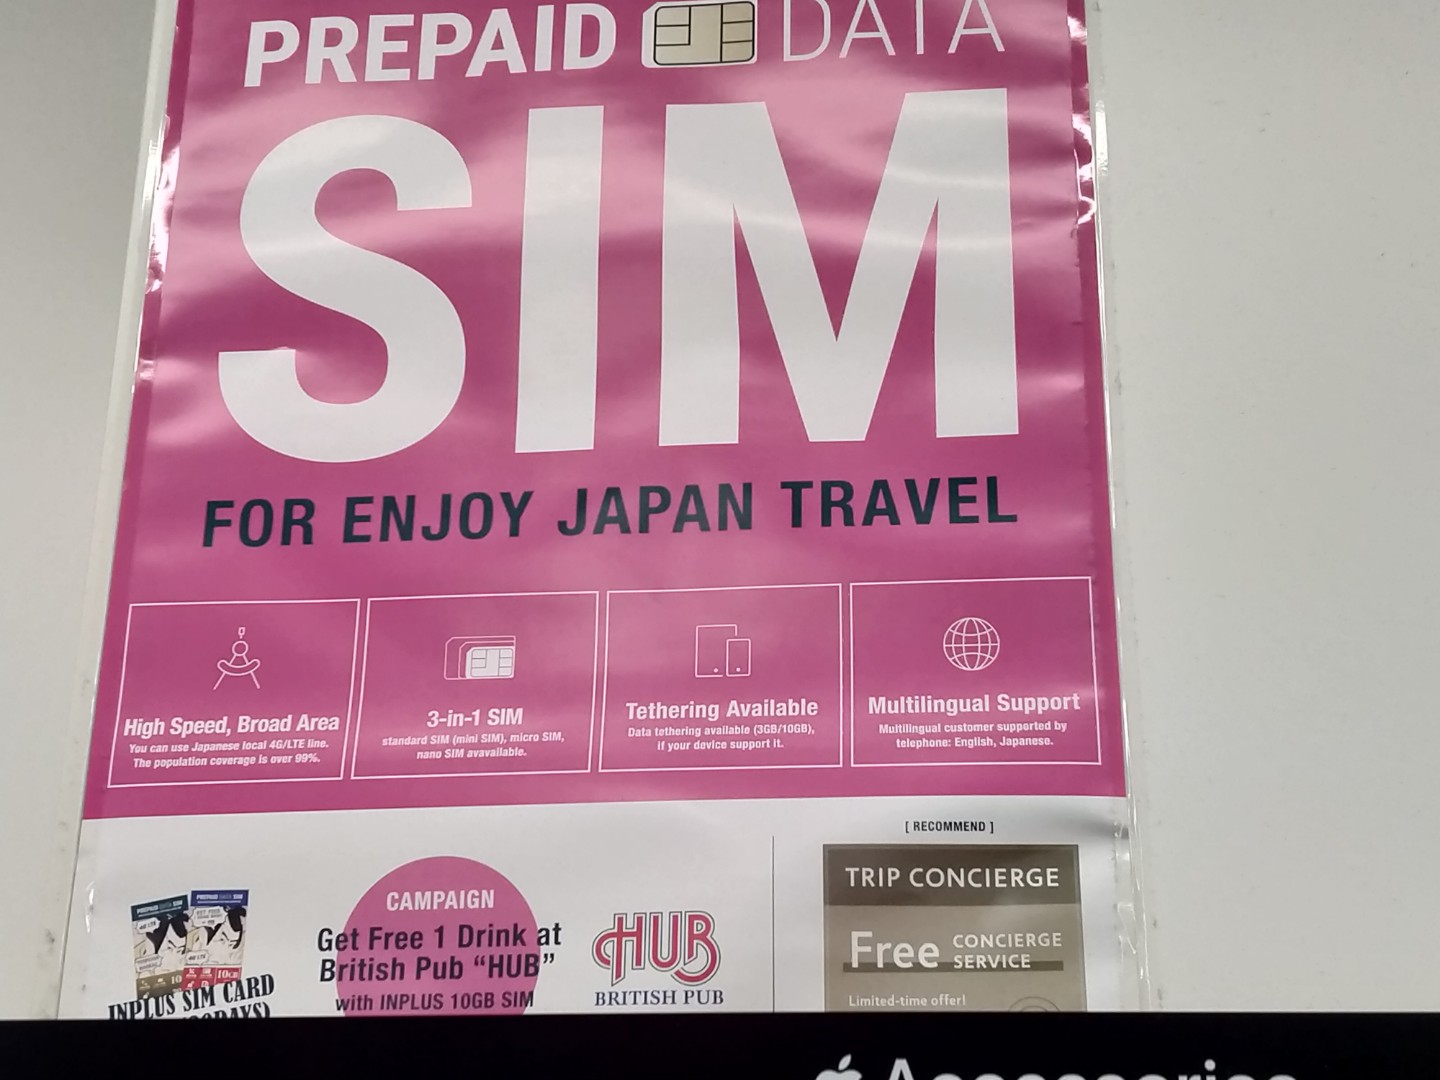 PREPAID DATA
SIM
FOR ENJOY JAPAN TRAVEL
High Speed, Broad Area
You can use Japanese local 4G/LTE line.
The population coverage is over 99%.
3-in-1 SIM
standard SIM (mini SIM), micro SIM,
nano SIM avavailable.
Tethering Available
Data tethering available (3GB/10GB),
if your device support it.
Multilingual Support
Multilingual customer supported by
telephone: English, Japanese.
INPLUS SIM CARD
CAMPAIGN
Get Free 1 Drink at
British Pub “HUB”
with INPLUS 10GB SIM
HUB
BRITISH PUB
[ RECOMMEND ]
TRIP CONCIERGE
Free CONCIERGE
SERVICE
Limited-time offer!
Accessories